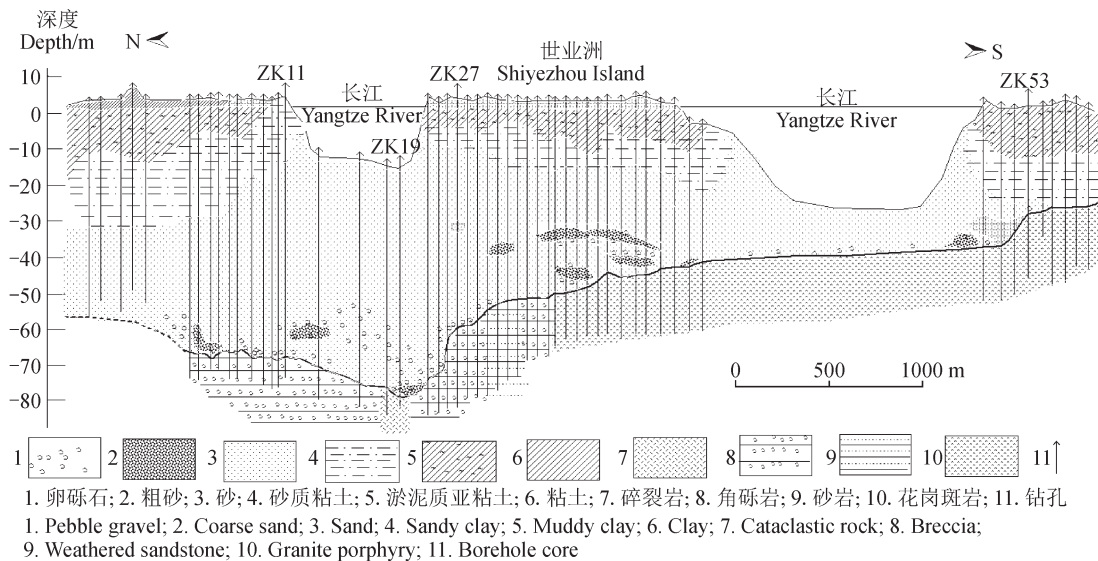 深度
Depth/m
N
世业洲
Shiyezhou Island
S
ZK11
长江
Yangtze River
ZK19
ZK27
长江
Yangtze River
ZK53
10
0
−10
−20
−30
−40
−50
−60
−70
−80
0 500 1000 m
1 2 3 4 5 6 7 8 9 10 11
1. 卵砾石; 2. 粗砂; 3. 砂; 4. 砂质粘土; 5. 淤泥质亚粘土; 6. 粘土; 7. 碎裂岩; 8. 角砾岩; 9. 砂岩; 10. 花岗斑岩; 11. 钻孔
1. Pebble gravel; 2. Coarse sand; 3. Sand; 4. Sandy clay; 5. Muddy clay; 6. Clay; 7. Cataclastic rock; 8. Breccia;
9. Weathered sandstone; 10. Granite porphyry; 11. Borehole core